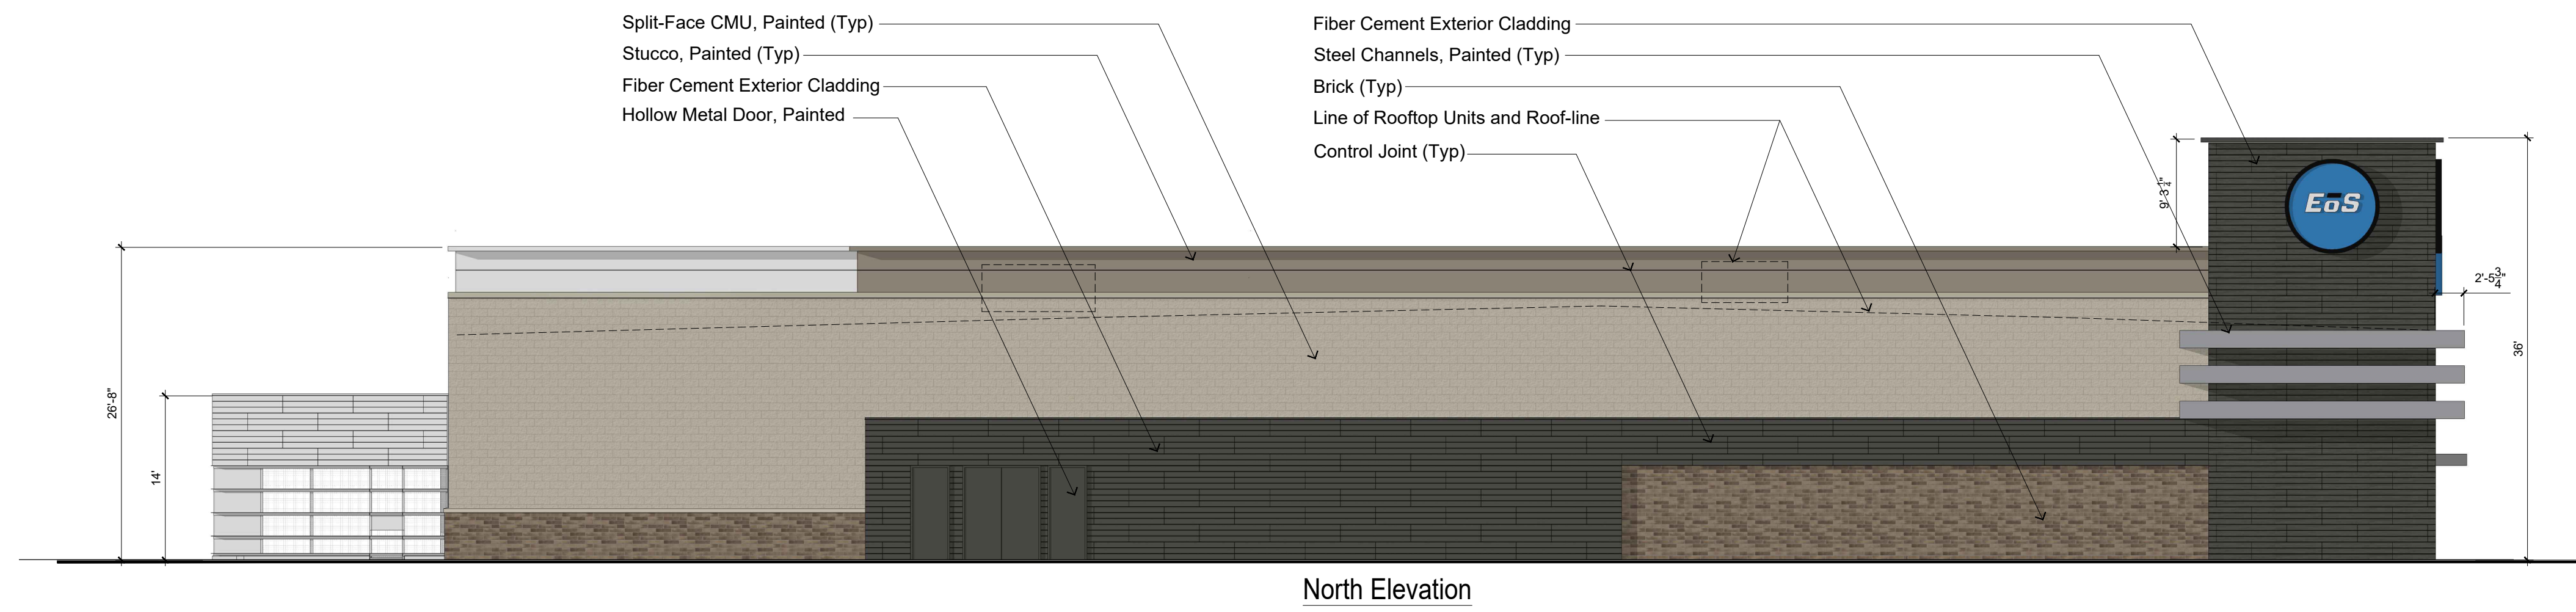 Split-Face CMU, Painted (Typ)
Stucco, Painted (Typ)
Fiber Cement Exterior Cladding
Hollow Metal Door, Painted
Fiber Cement Exterior Cladding
Steel Channels, Painted (Typ)
Brick (Typ)
Line of Rooftop Units and Roof-line
Control Joint (Typ)
9' 3 1/4"
EōS
2'-5 3/4"
36'
26'-8"
14'
North Elevation